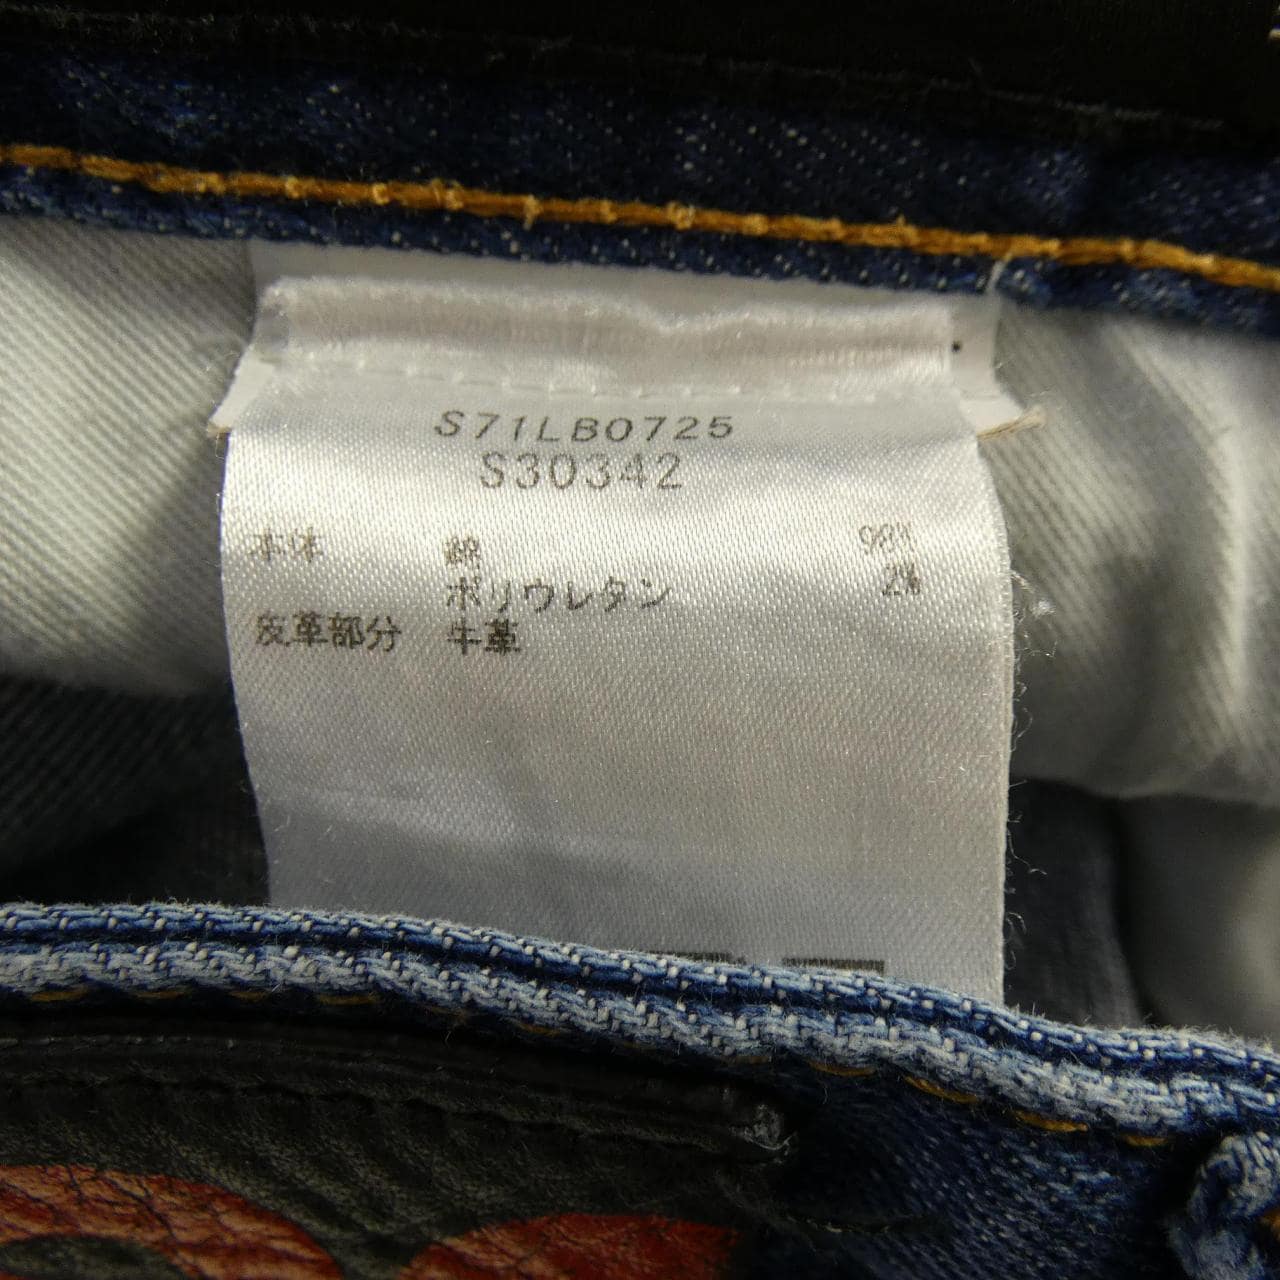 S71LB0725
S30342
本体 綿 98%
ポリウレタン 2%
皮革部分 牛革